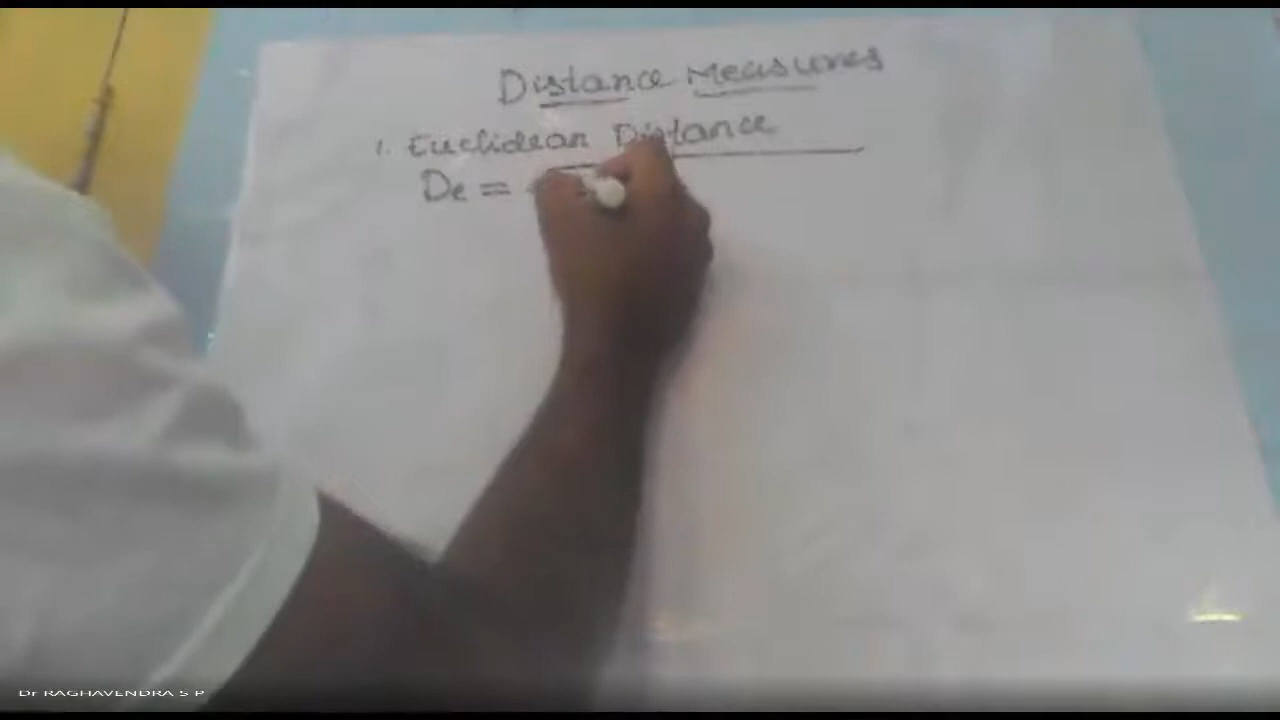 Distance Measures
1. Euclidean Distance
De =
Dr RAGHAVENDRA S P